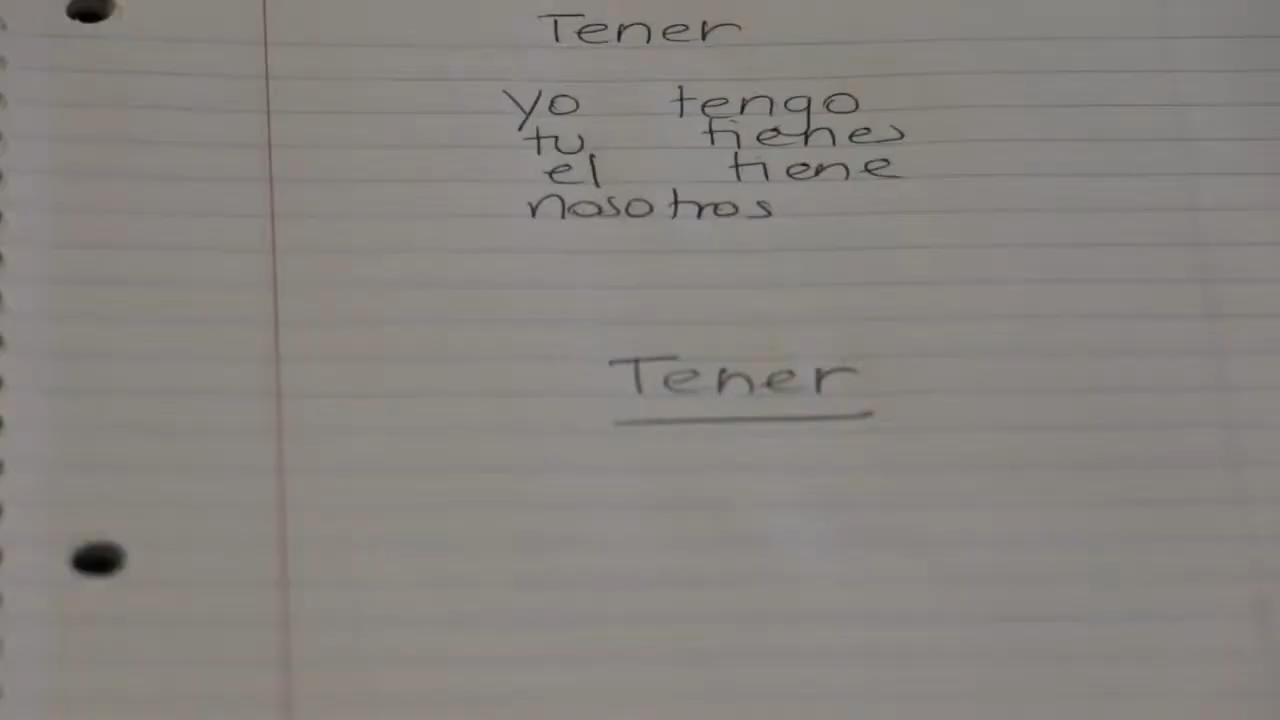 Tener
yo tengo
tu tienes
el tiene
nosotros
Tener